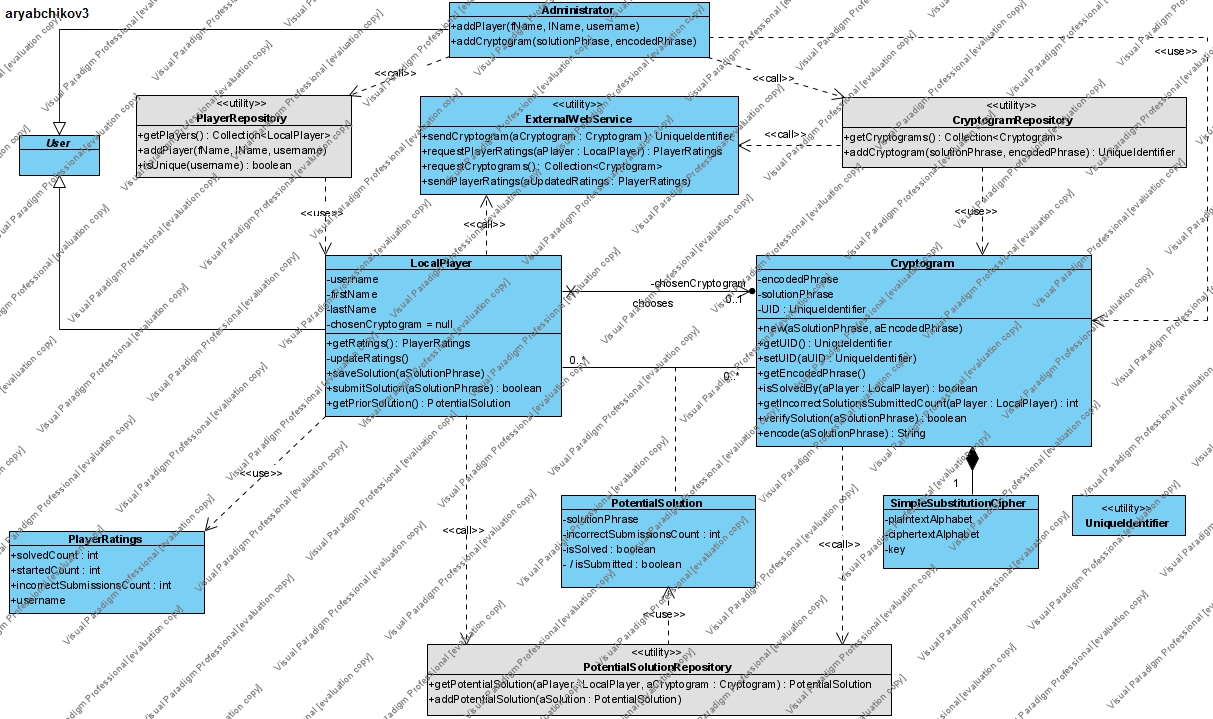 aryabchikov3
Administrator
+addPlayer(fName, lName, username)
+addCryptogram(solutionPhrase, encodedPhrase)
<<use>>
<<call>>
<<call>>
<<utility>>
PlayerRepository
+getPlayers() : Collection<LocalPlayer>
+addPlayer(fName, lName, username)
+isUnique(username) : boolean
<<utility>>
ExternalWebService
+sendCryptogram(aCryptogram : Cryptogram) : UniqueIdentifier
+requestPlayerRatings(aPlayer : LocalPlayer) : PlayerRatings
+requestCryptograms() : Collection<Cryptogram>
+sendPlayerRatings(aUpdatedRatings : PlayerRatings)
<<call>>
<<utility>>
CryptogramRepository
+getCryptograms() : Collection<Cryptogram>
+addCryptogram(solutionPhrase, encodedPhrase) : UniqueIdentifier
User
<<use>>
<<call>>
<<use>>
LocalPlayer
-username
-firstName
-lastName
-chosenCryptogram = null
+getRatings() : PlayerRatings
-updateRatings()
+saveSolution(aSolutionPhrase)
+submitSolution(aSolutionPhrase) : boolean
+getPriorSolution() : PotentialSolution
-chosenCryptogram
0..1
chooses
0..1
0..*
Cryptogram
-encodedPhrase
-solutionPhrase
-UID : UniqueIdentifier
+new(aSolutionPhrase, aEncodedPhrase)
+getUID() : UniqueIdentifier
+setUID(aUID : UniqueIdentifier)
+getEncodedPhrase()
+isSolvedBy(aPlayer : LocalPlayer) : boolean
+getIncorrectSolutionsSubmittedCount(aPlayer : LocalPlayer) : int
+verifySolution(aSolutionPhrase) : boolean
+encode(aSolutionPhrase) : String
<<use>>
1
PlayerRatings
+solvedCount : int
+startedCount : int
+incorrectSubmissionsCount : int
+username
<<call>>
PotentialSolution
-solutionPhrase
-incorrectSubmissionsCount : int
-isSolved : boolean
- / isSubmitted : boolean
<<call>>
SimpleSubstitutionCipher
-plaintextAlphabet
-ciphertextAlphabet
-key
<<utility>>
UniqueIdentifier
<<use>>
<<utility>>
PotentialSolutionRepository
+getPotentialSolution(aPlayer : LocalPlayer, aCryptogram : Cryptogram) : PotentialSolution
+addPotentialSolution(aSolution : PotentialSolution)
Visual Paradigm Professional [evaluation copy]